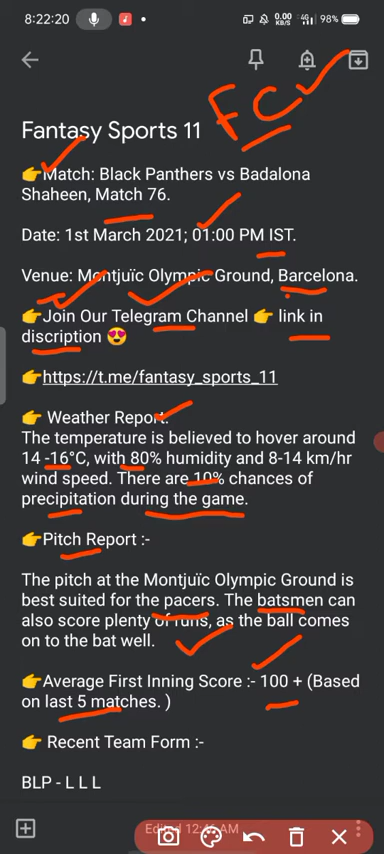 8:22:20 0.00 KB/S 4G 98%
FC
Fantasy Sports 11
👉Match: Black Panthers vs Badalona
Shaheen, Match 76.
Date: 1st March 2021; 01:00 PM IST.
Venue: Montjuïc Olympic Ground, Barcelona.
👉Join Our Telegram Channel 👉 link in
discription 😍
👉https://t.me/fantasy_sports_11
👉 Weather Report:
The temperature is believed to hover around
14 -16°C, with 80% humidity and 8-14 km/hr
wind speed. There are 10% chances of
precipitation during the game.
👉Pitch Report :-
The pitch at the Montjuïc Olympic Ground is
best suited for the pacers. The batsmen can
also score plenty of runs, as the ball comes
on to the bat well.
👉Average First Inning Score :- 100 + (Based
on last 5 matches. )
👉 Recent Team Form :-
BLP - L L L
Edited 12:46 AM